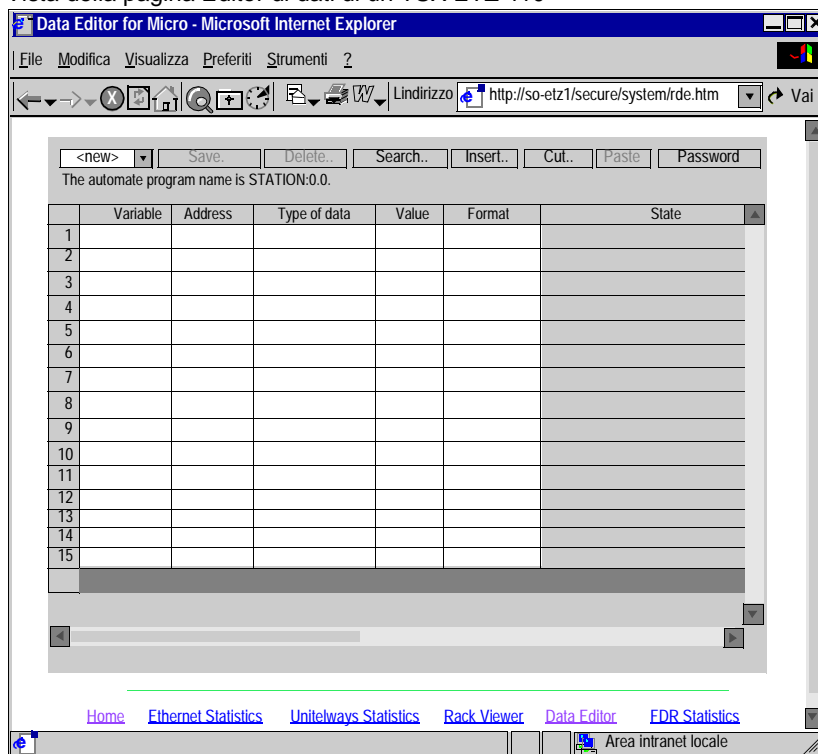 Data Editor for Micro - Microsoft Internet Explorer
File Modifica Visualizza Preferiti Strumenti ?
Lindirizzo http://so-etz1/secure/system/rde.htm Vai
<new> Save. Delete.. Search.. Insert.. Cut.. Paste Password
The automate program name is STATION:0.0.
Variable Address Type of data Value Format State
1
2
3
4
5
6
7
8
9
10
11
12
13
14
15
Home Ethernet Statistics Unitelways Statistics Rack Viewer Data Editor FDR Statistics
Area intranet locale